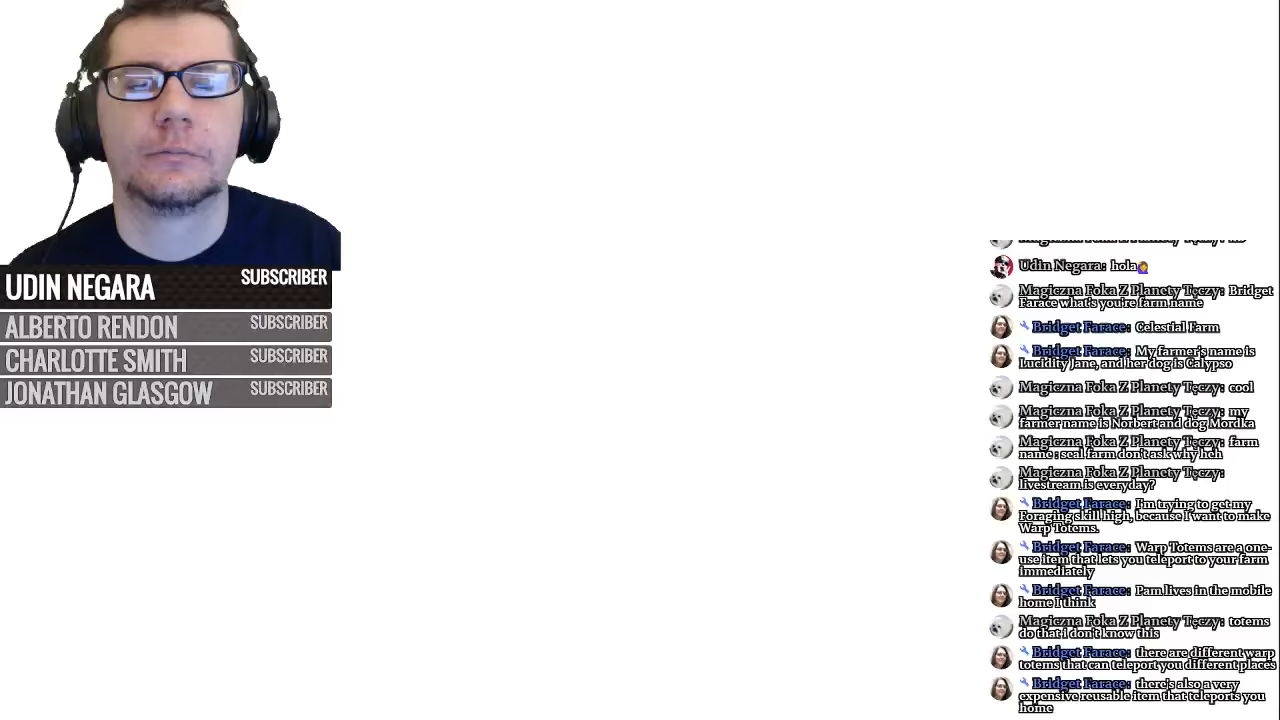 UDIN NEGARA SUBSCRIBER
ALBERTO RENDON SUBSCRIBER
CHARLOTTE SMITH SUBSCRIBER
JONATHAN GLASGOW SUBSCRIBER
Udin Negara: hola🙋
Magiczna Foka Z Planety Tęczy: Bridget
Farace what's you're farm name
Bridget Farace: Celestial Farm
Bridget Farace: My farmer's name is
Lucidity Jane, and her dog is Calypso
Magiczna Foka Z Planety Tęczy: cool
Magiczna Foka Z Planety Tęczy: my
farmer name is Norbert and dog Mordka
Magiczna Foka Z Planety Tęczy: farm
name : seal farm don't ask why heh
Magiczna Foka Z Planety Tęczy:
livestream is everyday?
Bridget Farace: I'm trying to get my
Foraging skill high, because I want to make
Warp Totems.
Bridget Farace: Warp Totems are a one-
use item that lets you teleport to your farm
immediately
Bridget Farace: Pam lives in the mobile
home I think
Magiczna Foka Z Planety Tęczy: totems
do that i don't know this
Bridget Farace: there are different warp
totems that can teleport you different places
Bridget Farace: there's also a very
expensive reusable item that teleports you
home